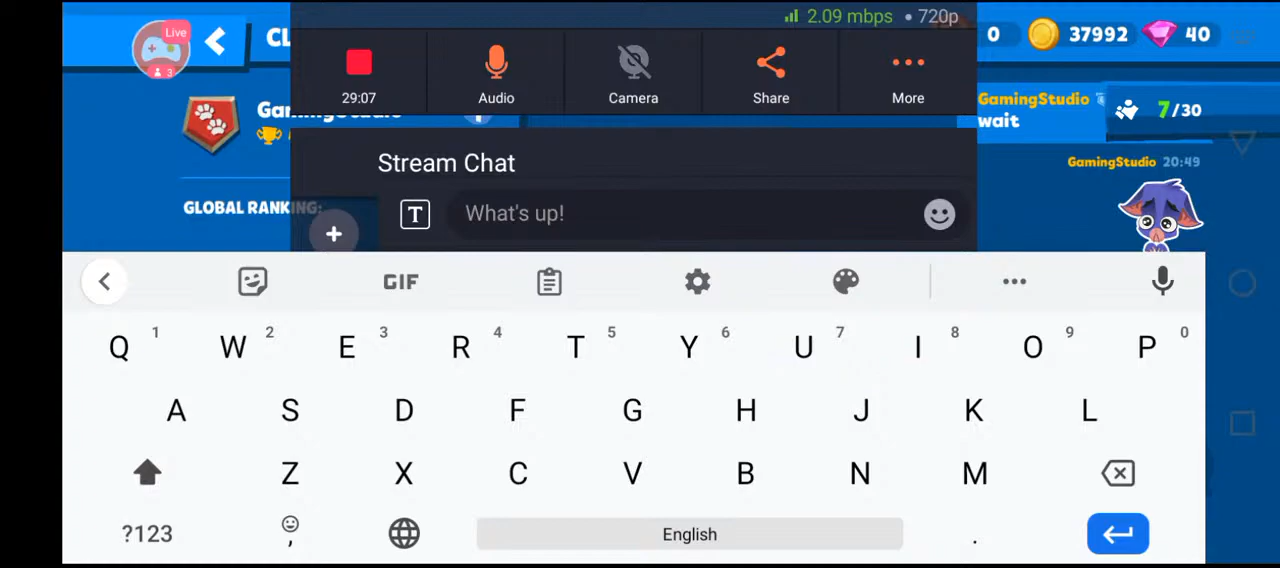 2.09 mbps • 720p
Live
3
CL
0
37992
40
29:07
Audio
Camera
Share
More
GamingStudio
wait
7/30
Stream Chat
GamingStudio 20:49
GLOBAL RANKING:
T
What's up!
GIF
Q 1 W 2 E 3 R 4 T 5 Y 6 U 7 I 8 O 9 P 0
A S D F G H J K L
Z X C V B N M
?123 , English .